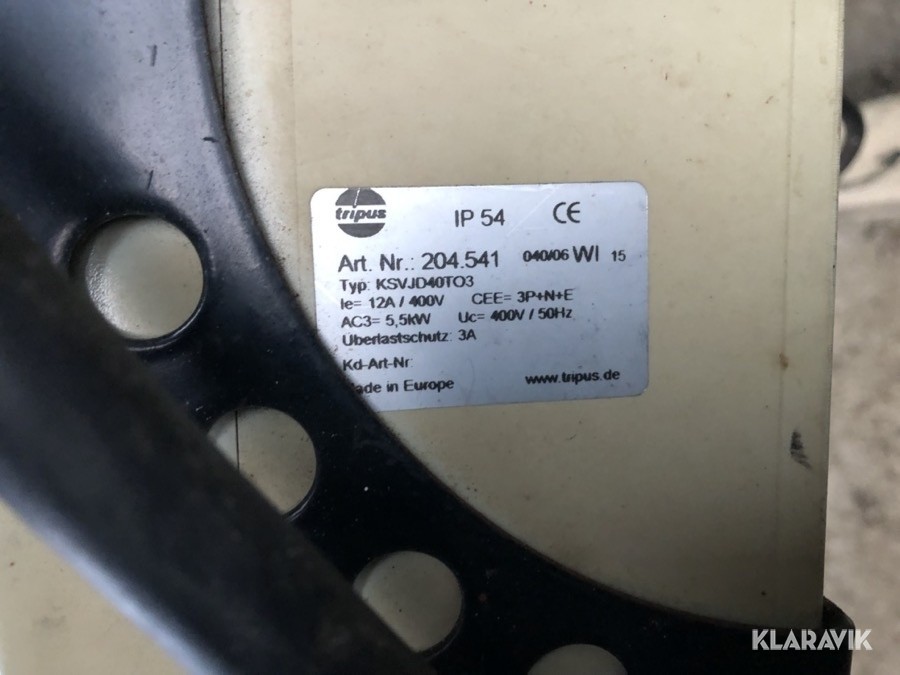 tripus
IP 54 CE
Art. Nr.: 204.541 040/06 WI 15
Typ: KSVJD40TO3
Ie= 12A / 400V CEE= 3P+N+E
AC3= 5,5kW Uc= 400V / 50Hz
Überlastschutz: 3A
Kd-Art-Nr:
ade in Europe www.tripus.de
KLARAVIK